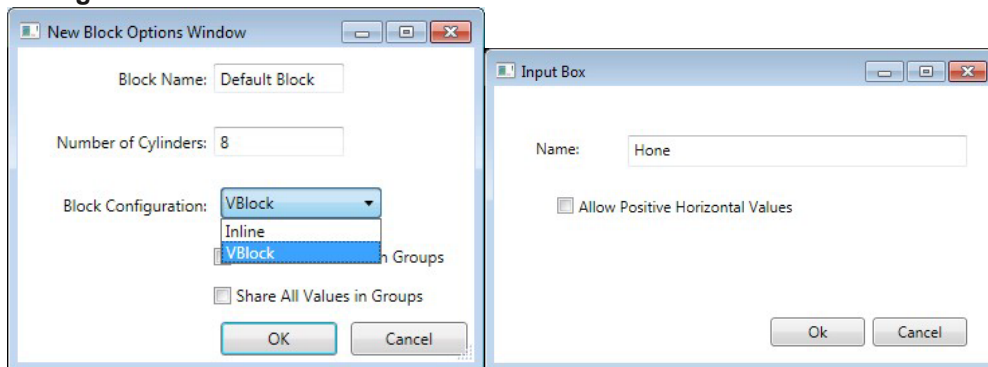 New Block Options Window
Block Name: Default Block
Number of Cylinders: 8
Block Configuration: VBlock
Inline
VBlock
n Groups
Share All Values in Groups
OK Cancel
Input Box
Name: Hone
Allow Positive Horizontal Values
Ok Cancel